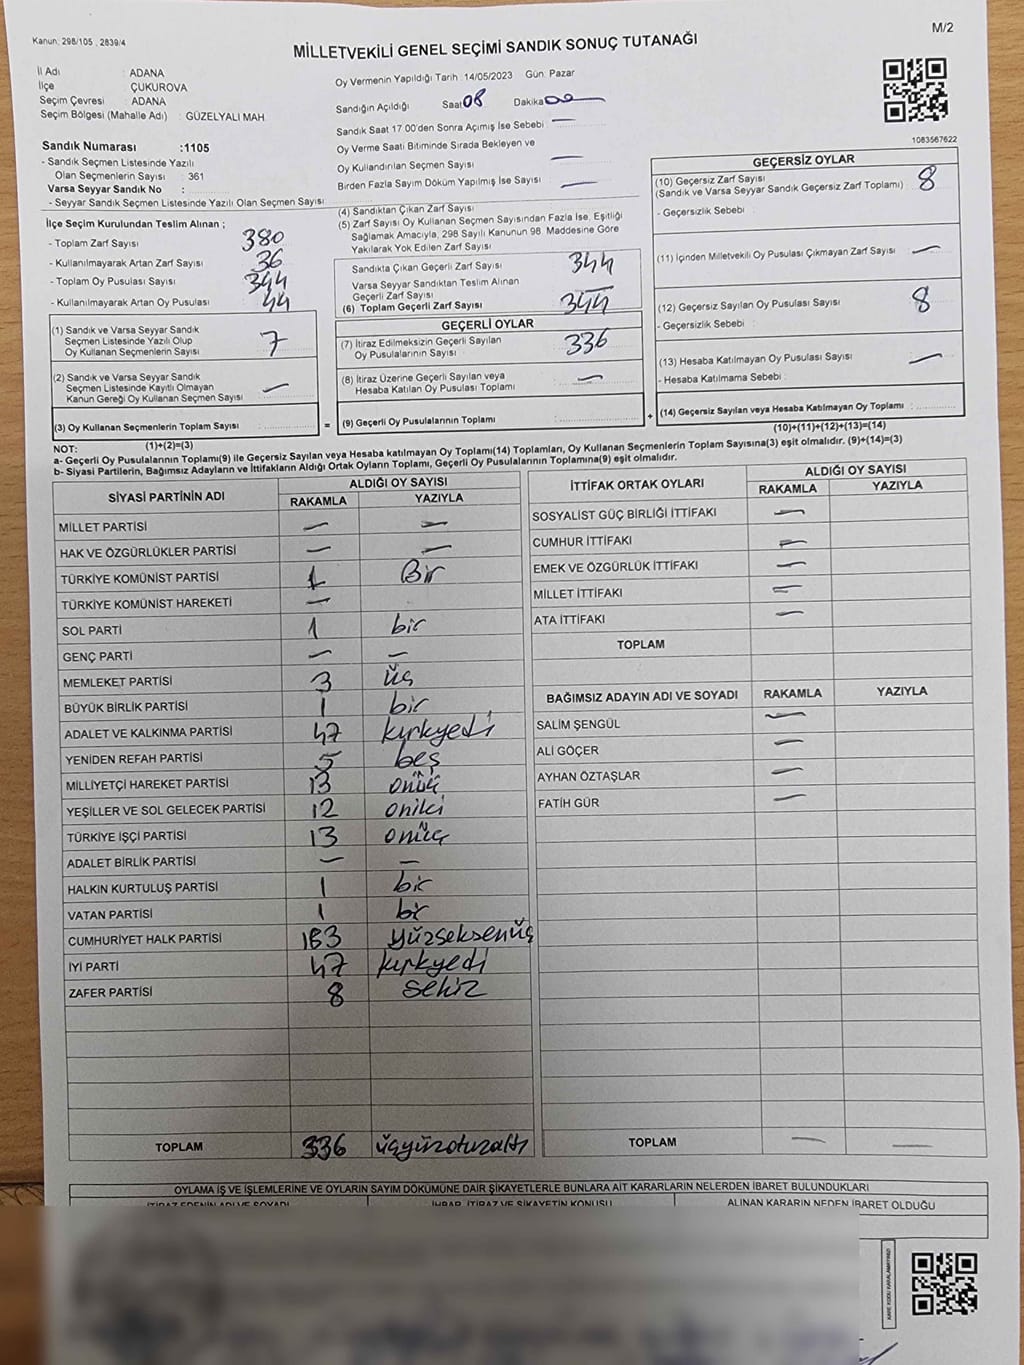 Kanun, 298/105 , 2839/4
M/2
MİLLETVEKİLİ GENEL SEÇİMİ SANDIK SONUÇ TUTANAĞI
İl Adı : ADANA
İlçe : ÇUKUROVA
Seçim Çevresi : ADANA
Seçim Bölgesi (Mahalle Adı) : GÜZELYALI MAH.
Sandık Numarası :1105
- Sandık Seçmen Listesinde Yazılı
Olan Seçmenlerin Sayısı : 361
Varsa Seyyar Sandık No :
- Seyyar Sandık Seçmen Listesinde Yazılı Olan Seçmen Sayısı
Oy Vermenin Yapıldığı Tarih :14/05/2023 Gün: Pazar
Sandığın Açıldığı Saat 08 Dakika 00
Sandık Saat 17.00'den Sonra Açımış İse Sebebi : —
Oy Verme Saati Bitiminde Sırada Bekleyen ve
Oy Kullandırılan Seçmen Sayısı —
Birden Fazla Sayım Döküm Yapılmış İse Sayısı —
1083567622
İlçe Seçim Kurulundan Teslim Alınan ;
- Toplam Zarf Sayısı 380
- Kullanılmayarak Artan Zarf Sayısı 36
- Toplam Oy Pusulası Sayısı 344
- Kullanılmayarak Artan Oy Pusulası 44
(4) Sandıktan Çıkan Zarf Sayısı
(5) Zarf Sayısı Oy Kullanan Seçmen Sayısından Fazla İse, Eşitliği
Sağlamak Amacıyla, 298 Sayılı Kanunun 98. Maddesine Göre
Yakılarak Yok Edilen Zarf Sayısı
Sandıkta Çıkan Geçerli Zarf Sayısı 344
Varsa Seyyar Sandıktan Teslim Alınan
Geçerli Zarf Sayısı —
(6) Toplam Geçerli Zarf Sayısı 344
GEÇERSİZ OYLAR
(10) Geçersiz Zarf Sayısı 8
(Sandık ve Varsa Seyyar Sandık Geçersiz Zarf Toplamı)
- Geçersizlik Sebebi :
(11) İçinden Milletvekili Oy Pusulası Çıkmayan Zarf Sayısı —
(12) Geçersiz Sayılan Oy Pusulası Sayısı 8
- Geçersizlik Sebebi :
(13) Hesaba Katılmayan Oy Pusulası Sayısı —
- Hesaba Katılmama Sebebi :
(14) Geçersiz Sayılan veya Hesaba Katılmayan Oy Toplamı :
(1) Sandık ve Varsa Seyyar Sandık
Seçmen Listesinde Yazılı Olup
Oy Kullanan Seçmenlerin Sayısı 7
(2) Sandık ve Varsa Seyyar Sandık
Seçmen Listesinde Kayıtlı Olmayan
Kanun Gereği Oy Kullanan Seçmen Sayısı —
(3) Oy Kullanan Seçmenlerin Toplam Sayısı : =
GEÇERLİ OYLAR
(7) İtiraz Edilmeksizin Geçerli Sayılan
Oy Pusulalarının Sayısı 336
(8) İtiraz Üzerine Geçerli Sayılan veya
Hesaba Katılan Oy Pusulası Toplamı —
(9) Geçerli Oy Pusulalarının Toplamı : +
NOT: (1)+(2)=(3)
(10)+(11)+(12)+(13)=(14)
a- Geçerli Oy Pusulalarının Toplamı(9) ile Geçersiz Sayılan veya Hesaba katılmayan Oy Toplamı(14) Toplamları, Oy Kullanan Seçmenlerin Toplam Sayısına(3) eşit olmalıdır. (9)+(14)=(3)
b- Siyasi Partilerin, Bağımsız Adayların ve İttifakların Aldığı Ortak Oyların Toplamı, Geçerli Oy Pusulalarının Toplamına(9) eşit olmalıdır.
SİYASİ PARTİNİN ADI ALDIĞI OY SAYISI
RAKAMLA YAZIYLA
MİLLET PARTİSİ — —
HAK VE ÖZGÜRLÜKLER PARTİSİ — —
TÜRKİYE KOMÜNİST PARTİSİ 1 Bir
TÜRKİYE KOMÜNİST HAREKETİ —
SOL PARTİ 1 bir
GENÇ PARTİ — —
MEMLEKET PARTİSİ 3 üç
BÜYÜK BİRLİK PARTİSİ 1 bir
ADALET VE KALKINMA PARTİSİ 47 kırkyedi
YENİDEN REFAH PARTİSİ 5 beş
MİLLİYETÇİ HAREKET PARTİSİ 13 onüç
YEŞİLLER VE SOL GELECEK PARTİSİ 12 oniki
TÜRKİYE İŞÇİ PARTİSİ 13 onüç
ADALET BİRLİK PARTİSİ — —
HALKIN KURTULUŞ PARTİSİ 1 bir
VATAN PARTİSİ 1 bir
CUMHURİYET HALK PARTİSİ 183 yüzseksenüç
İYİ PARTİ 47 kırkyedi
ZAFER PARTİSİ 8 sekiz
TOPLAM 336 üçyüzotuzaltı
İTTİFAK ORTAK OYLARI ALDIĞI OY SAYISI
RAKAMLA YAZIYLA
SOSYALİST GÜÇ BİRLİĞİ İTTİFAKI —
CUMHUR İTTİFAKI —
EMEK VE ÖZGÜRLÜK İTTİFAKI —
MİLLET İTTİFAKI —
ATA İTTİFAKI —
TOPLAM
BAĞIMSIZ ADAYIN ADI VE SOYADI RAKAMLA YAZIYLA
SALİM ŞENGÜL —
ALİ GÖÇER —
AYHAN ÖZTAŞLAR —
FATİH GÜR —
TOPLAM — —
OYLAMA İŞ VE İŞLEMLERİNE VE OYLARIN SAYIM DÖKÜMÜNE DAİR ŞİKAYETLERLE BUNLARA AİT KARARLARIN NELERDEN İBARET BULUNDUKLARI
İTİRAZ EDENİN ADI VE SOYADI İHBAR, İTİRAZ VE ŞİKAYETİN KONUSU ALINAN KARARIN NEDEN İBARET OLDUĞU
KARE KODU KARALAMAYINIZ!